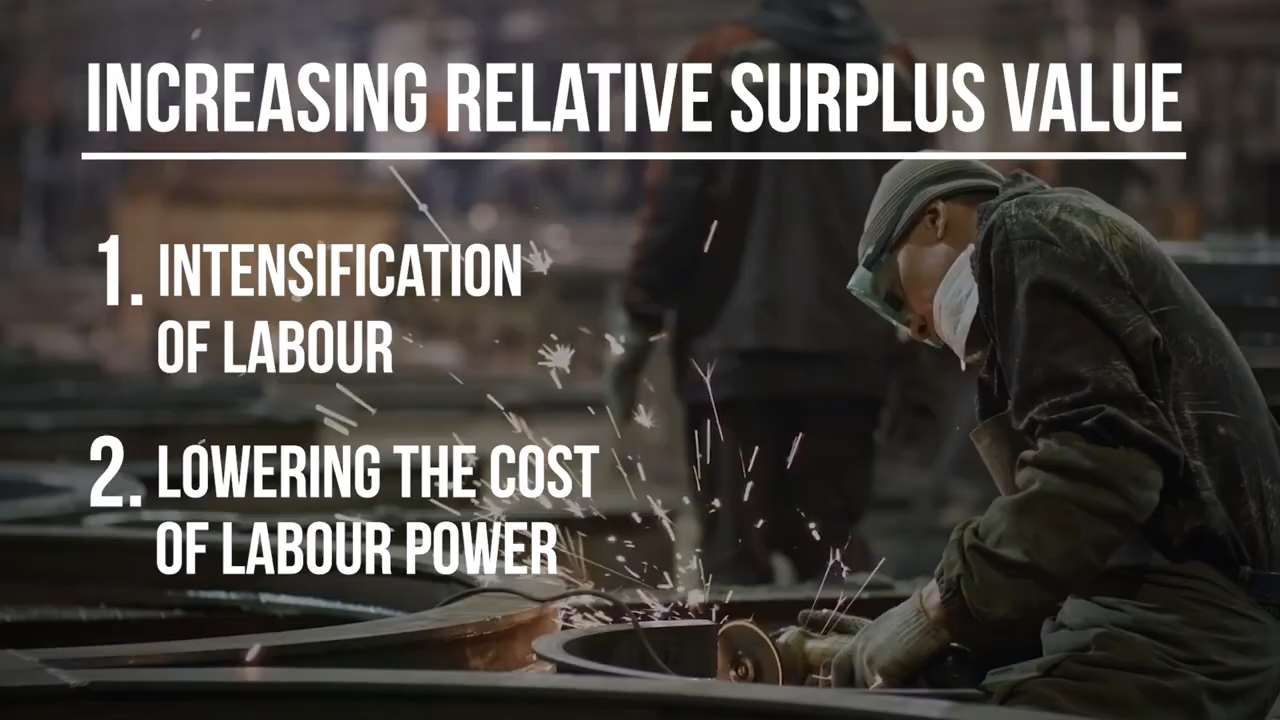 INCREASING RELATIVE SURPLUS VALUE
1. INTENSIFICATION
OF LABOUR
2. LOWERING THE COST
OF LABOUR POWER